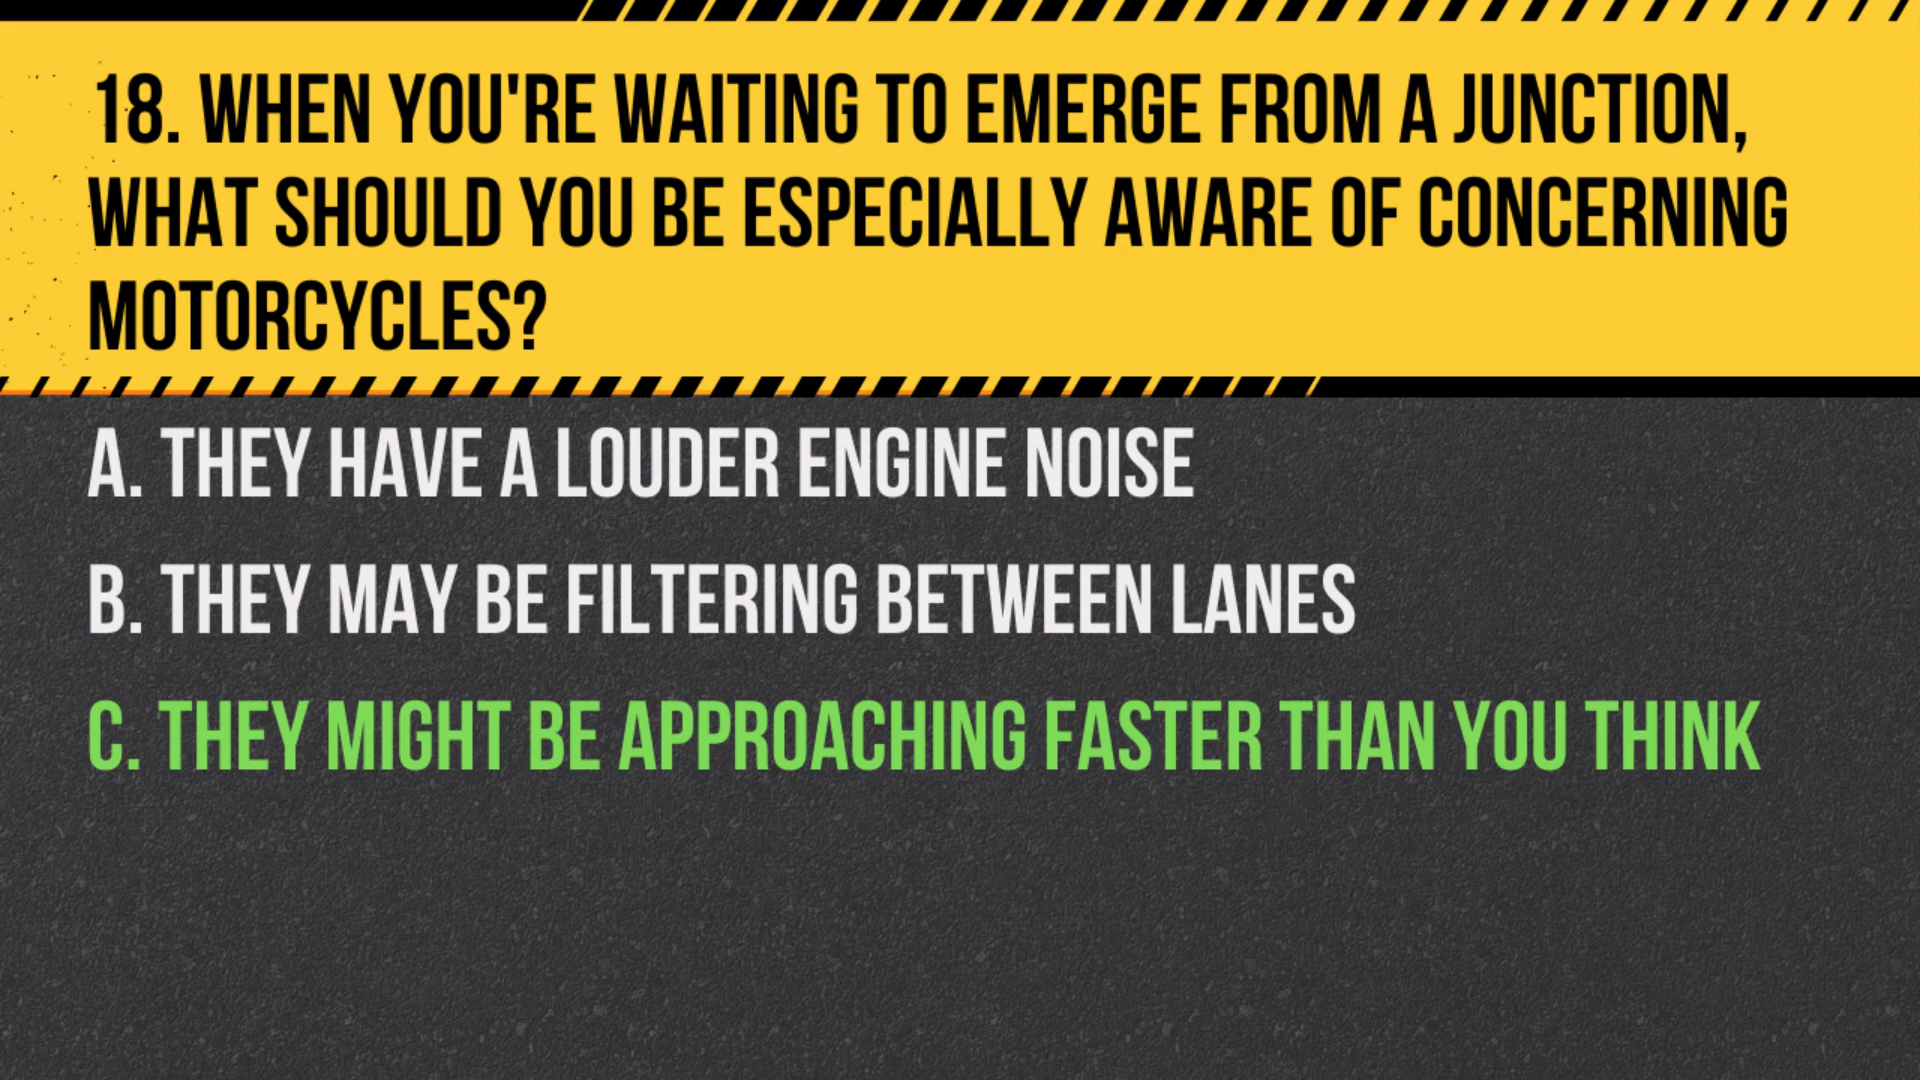 18. WHEN YOU'RE WAITING TO EMERGE FROM A JUNCTION,
WHAT SHOULD YOU BE ESPECIALLY AWARE OF CONCERNING
MOTORCYCLES?
A. THEY HAVE A LOUDER ENGINE NOISE
B. THEY MAY BE FILTERING BETWEEN LANES
C. THEY MIGHT BE APPROACHING FASTER THAN YOU THINK